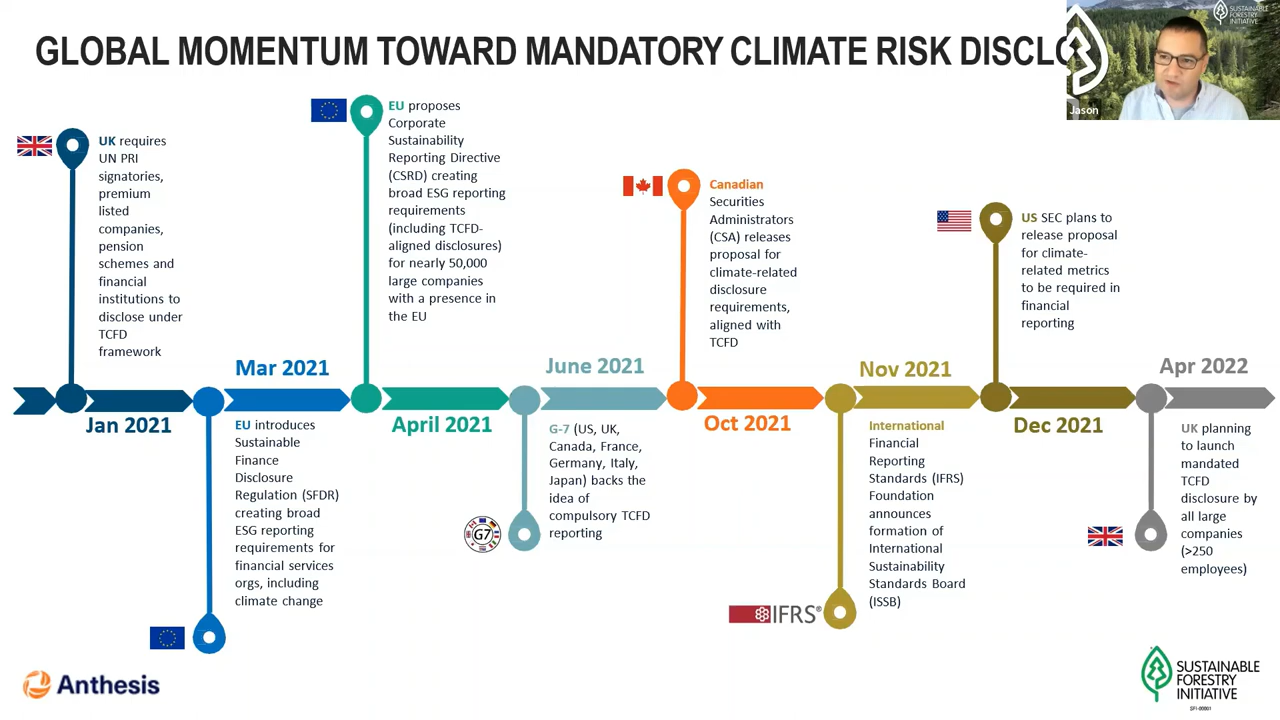 GLOBAL MOMENTUM TOWARD MANDATORY CLIMATE RISK DISCLO
SUSTAINABLE
FORESTRY
INITIATIVE
Jason
UK requires
UN PRI
signatories,
premium
listed
companies,
pension
schemes and
financial
institutions to
disclose under
TCFD
framework
Jan 2021
Mar 2021
EU introduces
Sustainable
Finance
Disclosure
Regulation (SFDR)
creating broad
ESG reporting
requirements for
financial services
orgs, including
climate change
EU proposes
Corporate
Sustainability
Reporting Directive
(CSRD) creating
broad ESG reporting
requirements
(including TCFD-
aligned disclosures)
for nearly 50,000
large companies
with a presence in
the EU
April 2021
June 2021
G-7 (US, UK,
Canada, France,
Germany, Italy,
Japan) backs the
idea of
compulsory TCFD
reporting
G7
Canadian
Securities
Administrators
(CSA) releases
proposal for
climate-related
disclosure
requirements,
aligned with
TCFD
Oct 2021
Nov 2021
International
Financial
Reporting
Standards (IFRS)
Foundation
announces
formation of
International
Sustainability
Standards Board
(ISSB)
IFRS®
US SEC plans to
release proposal
for climate-
related metrics
to be required in
financial
reporting
Dec 2021
Apr 2022
UK planning
to launch
mandated
TCFD
disclosure by
all large
companies
(>250
employees)
Anthesis
SUSTAINABLE
FORESTRY
INITIATIVE
SFI-00001